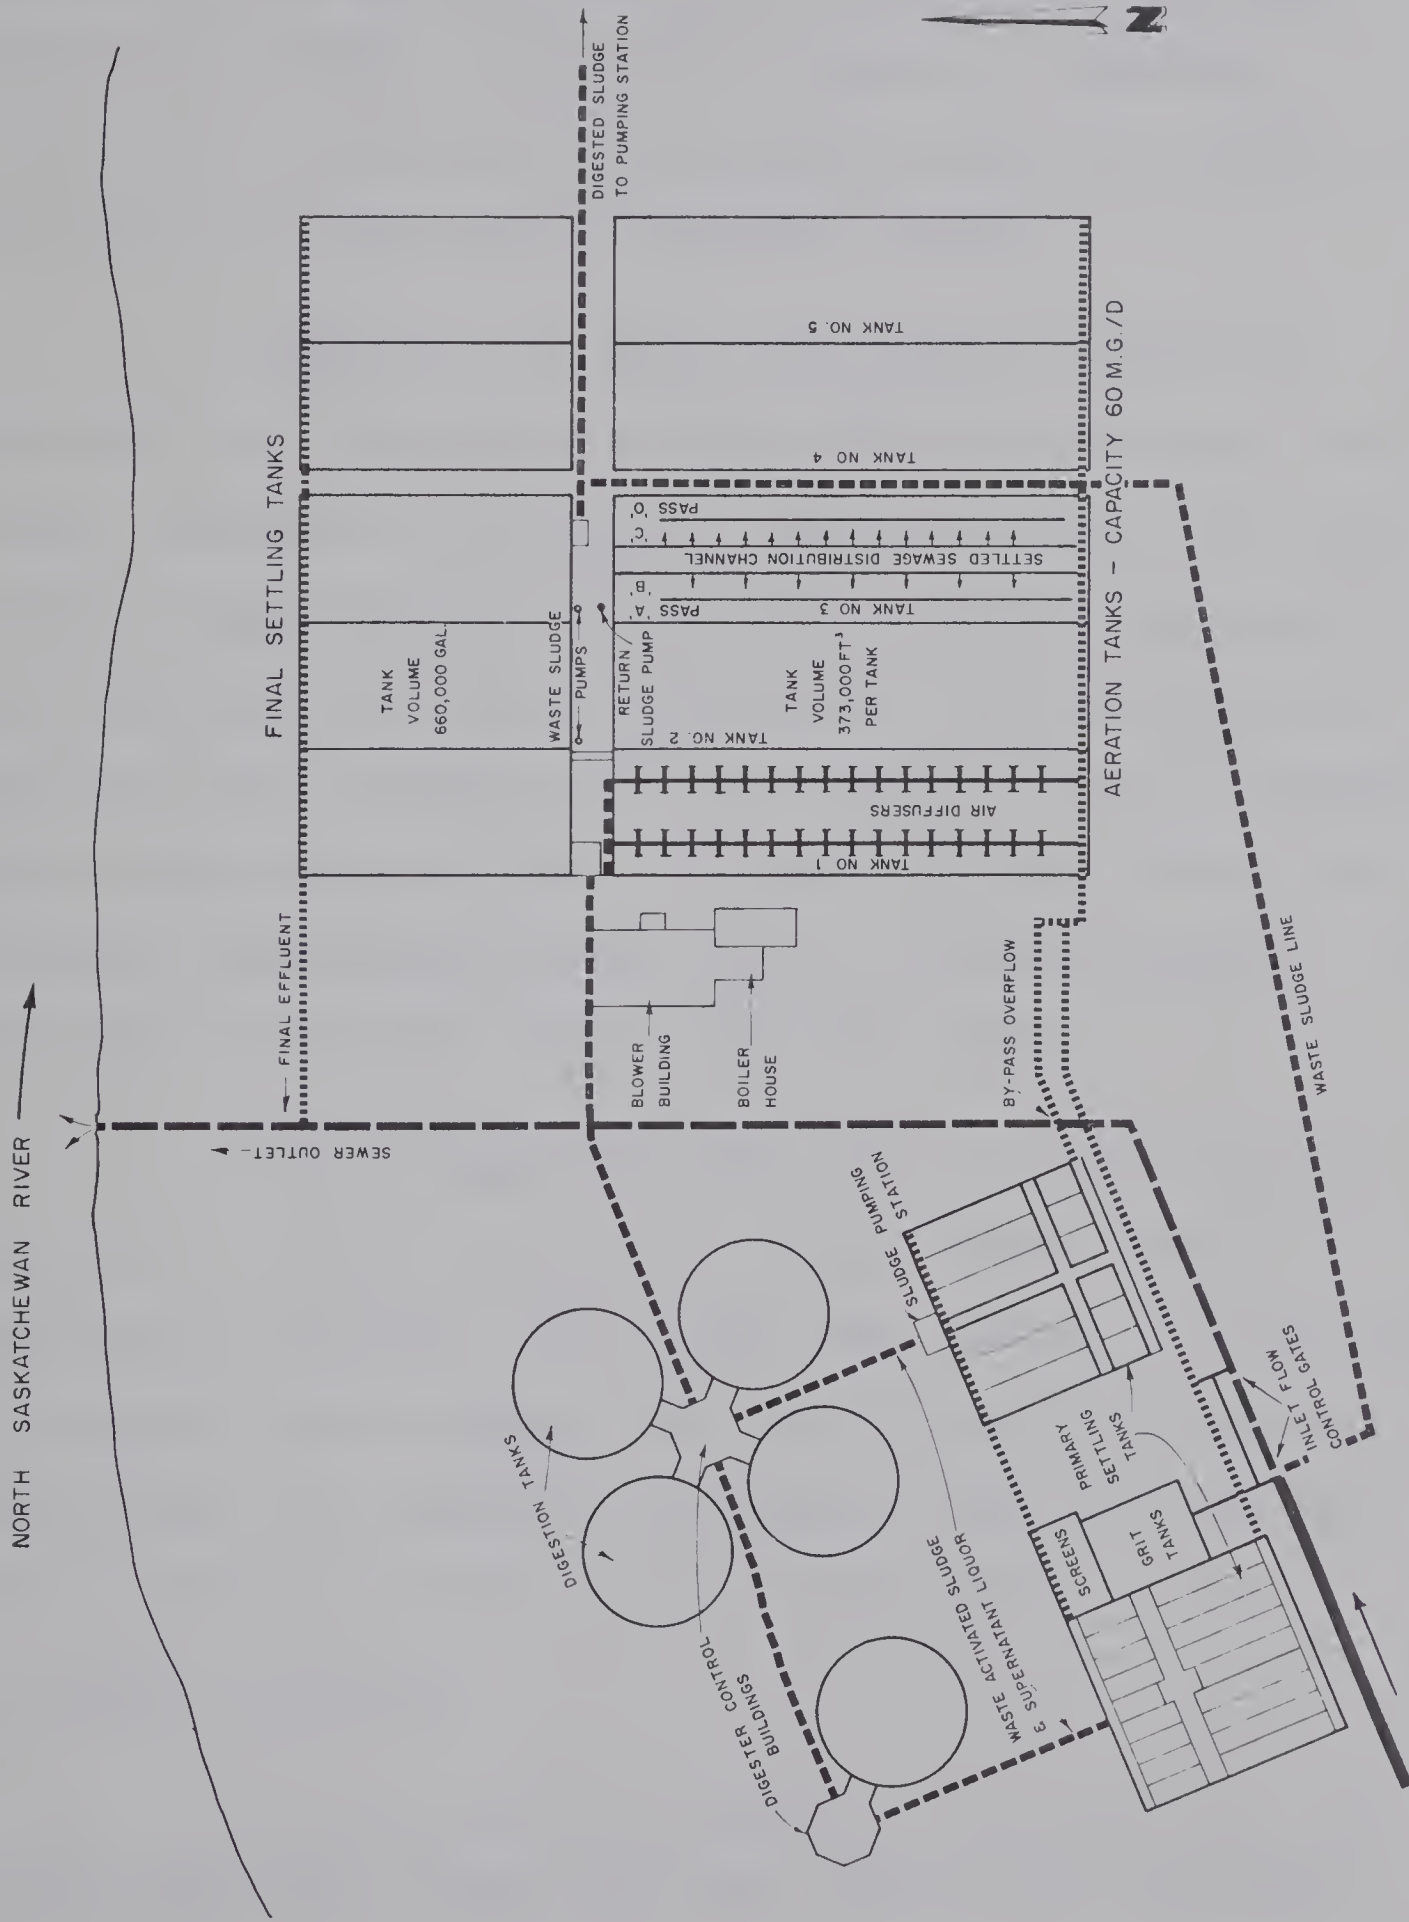 NORTH SASKATCHEWAN RIVER
N
DIGESTED SLUDGE
TO PUMPING STATION
FINAL SETTLING TANKS
TANK
VOLUME
660,000 GAL.
WASTE SLUDGE
PUMPS
RETURN
SLUDGE PUMP
TANK
VOLUME
373,000 FT³
PER TANK
TANK NO. 5
TANK NO 4
PASS 'D'
'C'
SETTLED SEWAGE DISTRIBUTION CHANNEL
'B'
'A' PASS
TANK NO 3
TANK NO. 2
AIR DIFFUSERS
TANK NO 1
AERATION TANKS - CAPACITY 60 M.G./D
FINAL EFFLUENT
SEWER OUTLET
BLOWER
BUILDING
BOILER
HOUSE
BY-PASS OVERFLOW
WASTE SLUDGE LINE
SLUDGE PUMPING
STATION
DIGESTION TANKS
DIGESTER CONTROL
BUILDINGS
WASTE ACTIVATED SLUDGE
& SUPERNATANT LIQUOR
PRIMARY
SETTLING
TANKS
INLET FLOW
CONTROL GATES
SCREENS
GRIT
TANKS